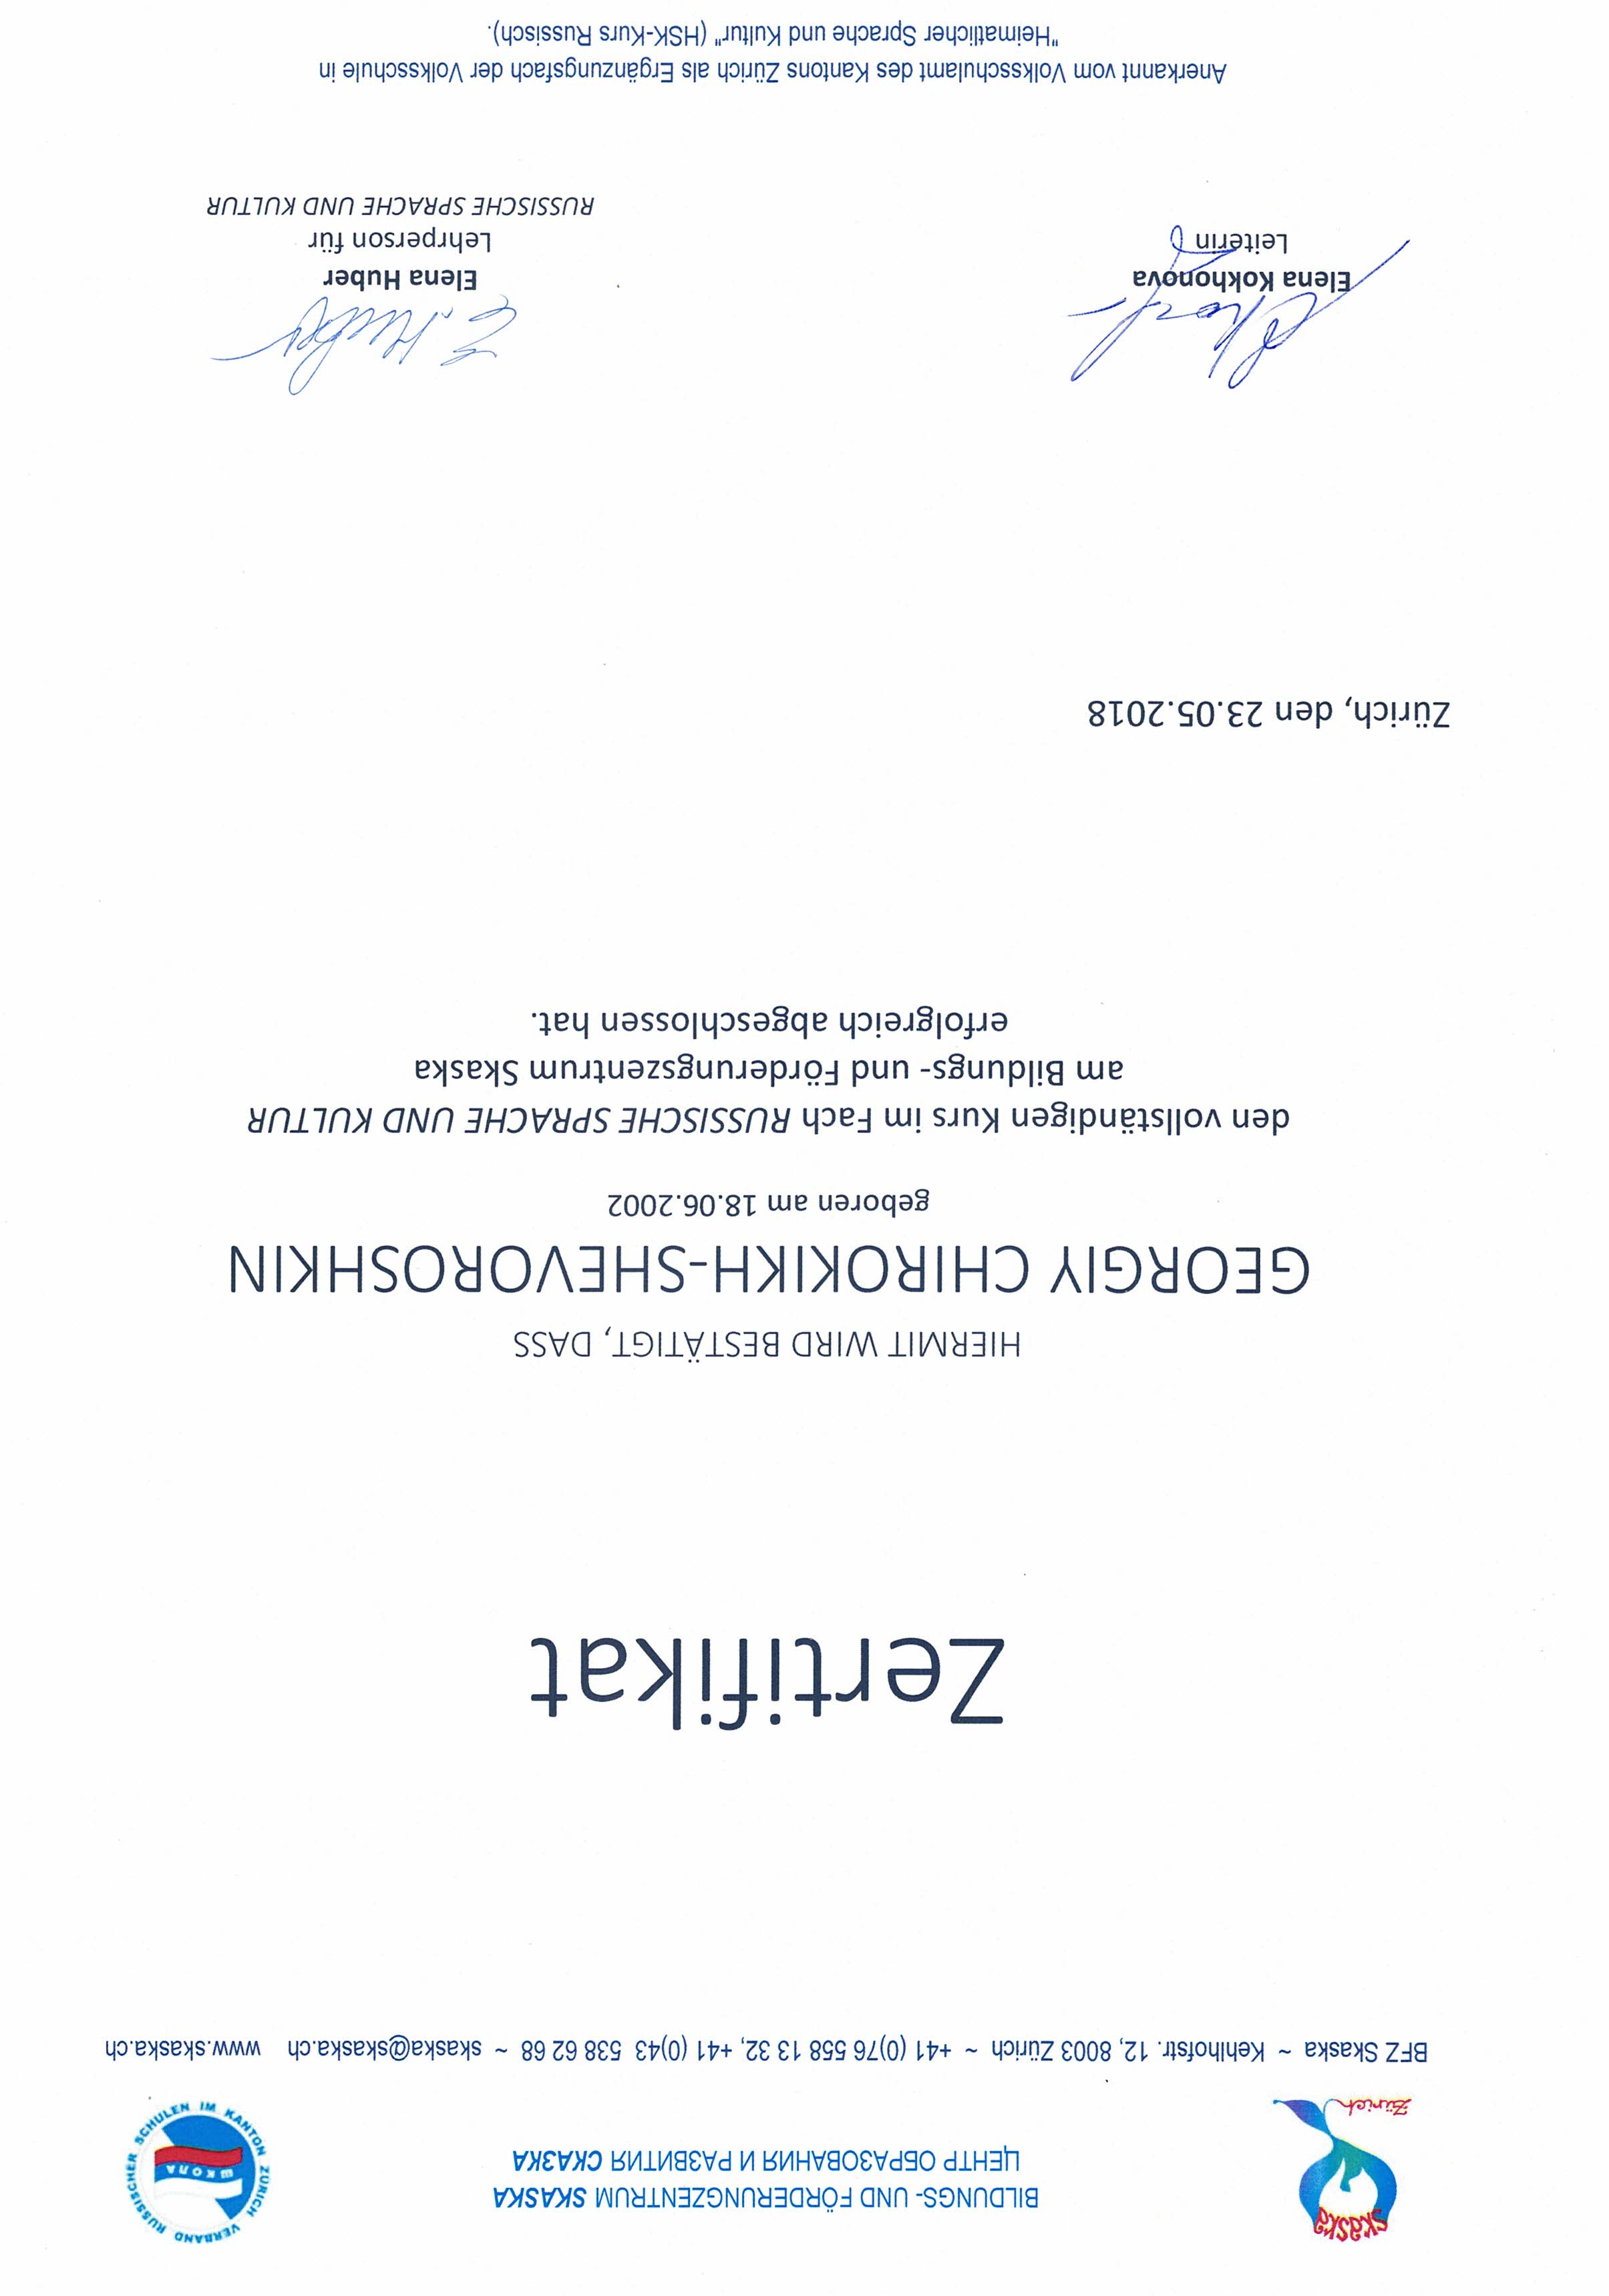 skaska
Zürich
BILDUNGS- UND FÖRDERUNGZENTRUM SKASKA
ЦЕНТР ОБРАЗОВАНИЯ И РАЗВИТИЯ СКАЗКА
VERBAND RUSSISCHER SCHULEN IM KANTON ZÜRICH
ШКОЛА
BFZ Skaska ~ Kehlhofstr. 12, 8003 Zürich ~ +41 (0)76 558 13 32, +41 (0)43 538 62 68 ~ skaska@skaska.ch www.skaska.ch
Zertifikat
HIERMIT WIRD BESTÄTIGT, DASS
GEORGIY CHIROKIKH-SHEVOROSHKIN
geboren am 18.06.2002
den vollständigen Kurs im Fach RUSSISCHE SPRACHE UND KULTUR
am Bildungs- und Förderungszentrum Skaska
erfolgreich abgeschlossen hat.
Zürich, den 23.05.2018
E. Huber
Elena Kokhonova
Leiterin
Elena Huber
Lehrperson für
RUSSISCHE SPRACHE UND KULTUR
Anerkannt vom Volksschulamt des Kantons Zürich als Ergänzungsfach der Volksschule in
"Heimatlicher Sprache und Kultur" (HSK-Kurs Russisch).